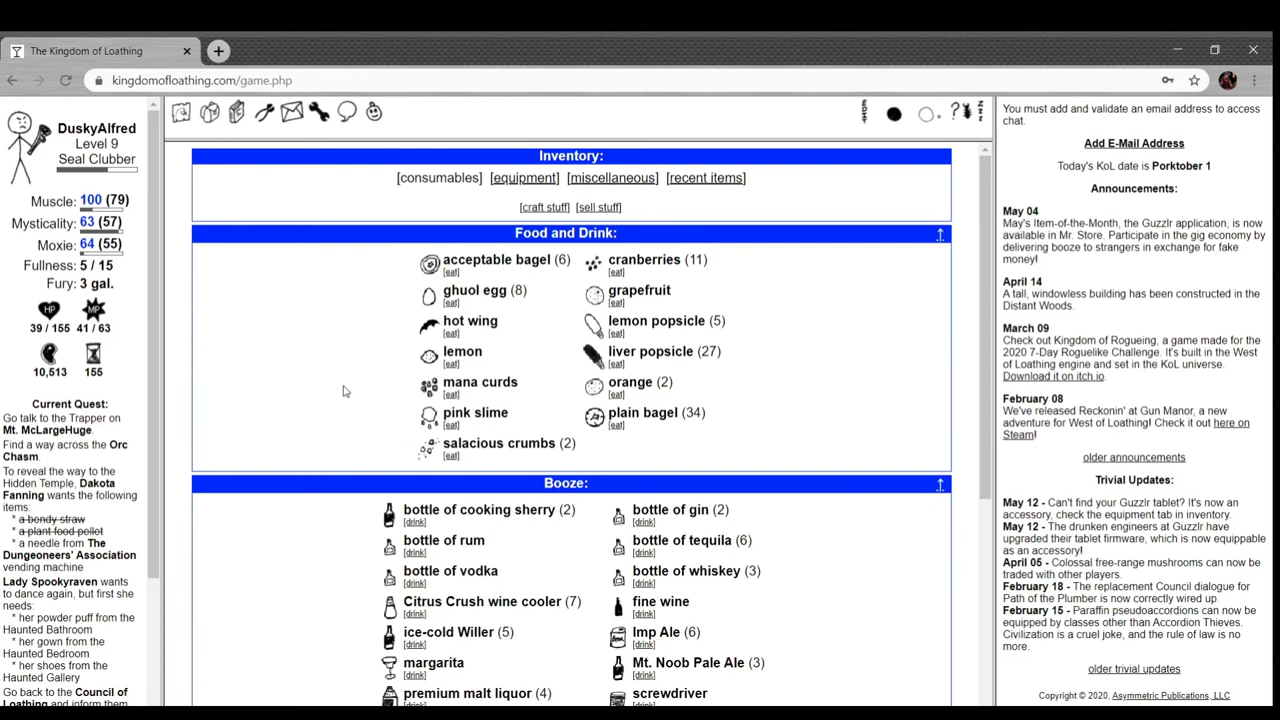 The Kingdom of Loathing
kingdomofloathing.com/game.php
DuskyAlfred
Level 9
Seal Clubber
Muscle: 100 (79)
Mysticality: 63 (57)
Moxie: 64 (55)
Fullness: 5 / 15
Fury: 3 gal.
HP MP
39 / 155 41 / 63
10,513 155
Current Quest:
Go talk to the Trapper on
Mt. McLargeHuge.
Find a way across the Orc
Chasm.
To reveal the way to the
Hidden Temple, Dakota
Fanning wants the following
items:
* a bendy straw
* a plant food pellet
* a needle from The
Dungeoneers' Association
vending machine
Lady Spookyraven wants
to dance again, but first she
needs:
* her powder puff from the
Haunted Bathroom
* her gown from the
Haunted Bedroom
* her shoes from the
Haunted Gallery
Go back to the Council of
Loathing and inform them
Inventory:
[consumables] [equipment] [miscellaneous] [recent items]
[craft stuff] [sell stuff]
Food and Drink:
acceptable bagel (6) cranberries (11)
[eat] [eat]
ghuol egg (8) grapefruit
[eat] [eat]
hot wing lemon popsicle (5)
[eat] [eat]
lemon liver popsicle (27)
[eat] [eat]
mana curds orange (2)
[eat] [eat]
pink slime plain bagel (34)
[eat] [eat]
salacious crumbs (2)
[eat]
Booze:
bottle of cooking sherry (2) bottle of gin (2)
[drink] [drink]
bottle of rum bottle of tequila (6)
[drink] [drink]
bottle of vodka bottle of whiskey (3)
[drink] [drink]
Citrus Crush wine cooler (7) fine wine
[drink] [drink]
ice-cold Willer (5) Imp Ale (6)
[drink] [drink]
margarita Mt. Noob Pale Ale (3)
[drink] [drink]
premium malt liquor (4) screwdriver
You must add and validate an email address to access
chat.
Add E-Mail Address
Today's KoL date is Porktober 1
Announcements:
May 04
May's Item-of-the-Month, the Guzzlr application, is now
available in Mr. Store. Participate in the gig economy by
delivering booze to strangers in exchange for fake
money!
April 14
A tall, windowless building has been constructed in the
Distant Woods.
March 09
Check out Kingdom of Rogueing, a game made for the
2020 7-Day Roguelike Challenge. It's built in the West
of Loathing engine and set in the KoL universe.
Download it on itch io.
February 08
We've released Reckonin' at Gun Manor, a new
adventure for West of Loathing! Check it out here on
Steam!
older announcements
Trivial Updates:
May 12 - Can't find your Guzzlr tablet? It's now an
accessory, check the equipment tab in inventory.
May 12 - The drunken engineers at Guzzlr have
upgraded their tablet firmware, which is now equippable
as an accessory!
April 05 - Colossal free-range mushrooms can now be
traded with other players.
February 18 - The replacement Council dialogue for
Path of the Plumber is now correctly wired up.
February 15 - Paraffin pseudoaccordions can now be
equipped by classes other than Accordion Thieves.
Civilization is a cruel joke, and the rule of law is no
more.
older trivial updates
Copyright © 2020, Asymmetric Publications, LLC